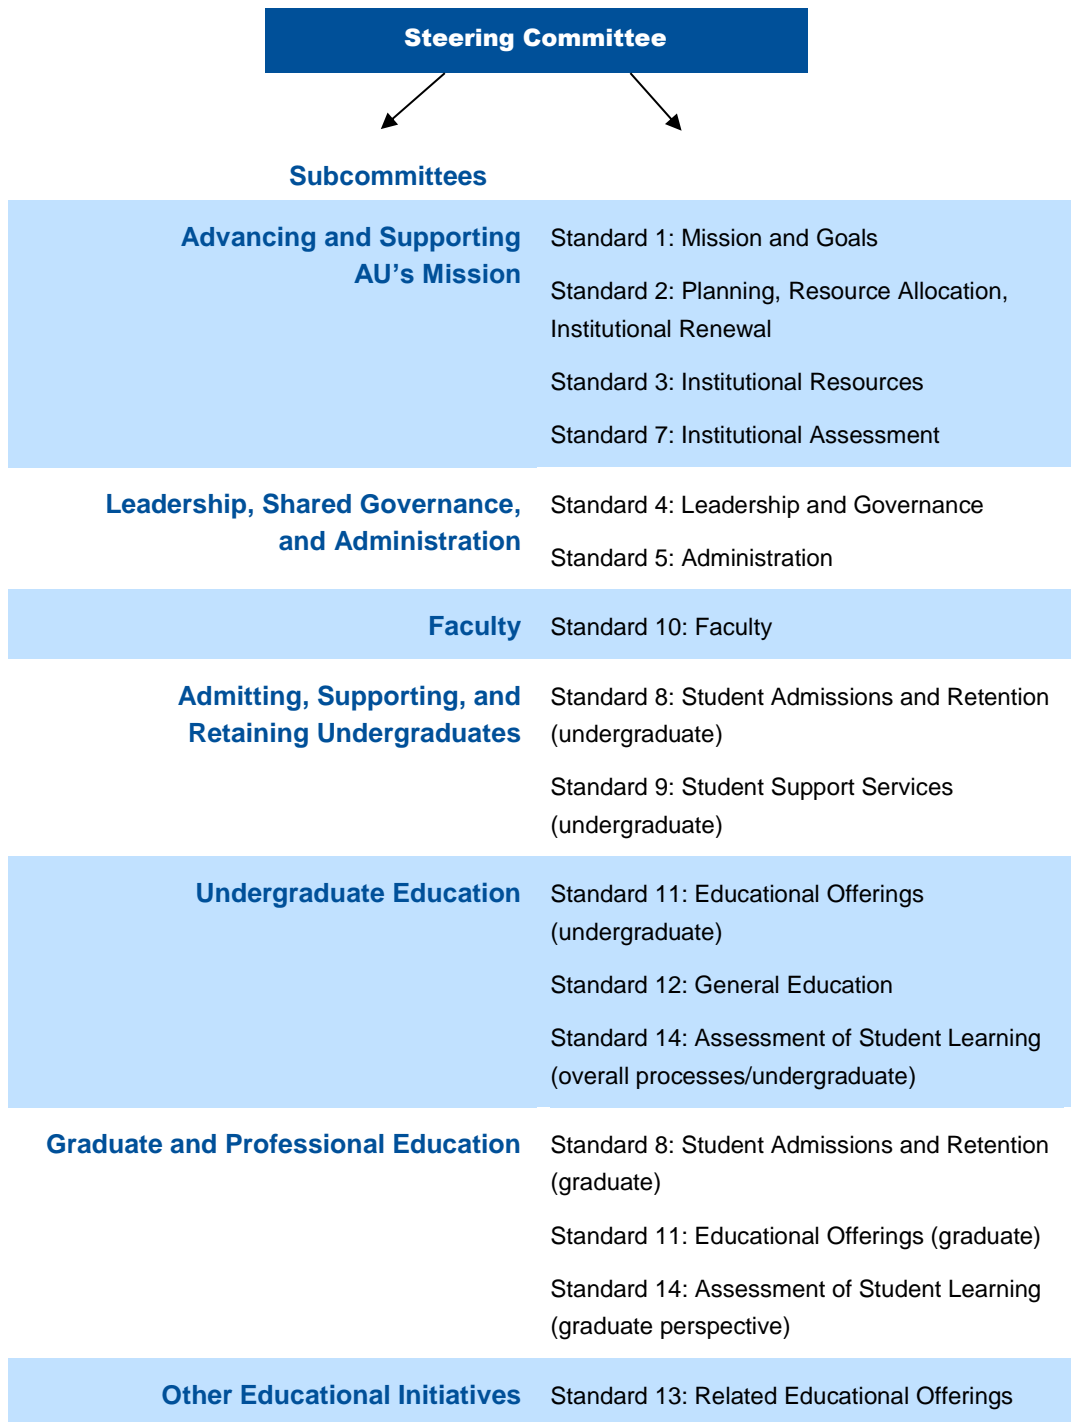 Steering Committee
Subcommittees
Advancing and Supporting
AU’s Mission
Standard 1: Mission and Goals
Standard 2: Planning, Resource Allocation,
Institutional Renewal
Standard 3: Institutional Resources
Standard 7: Institutional Assessment
Leadership, Shared Governance,
and Administration
Standard 4: Leadership and Governance
Standard 5: Administration
Faculty
Standard 10: Faculty
Admitting, Supporting, and
Retaining Undergraduates
Standard 8: Student Admissions and Retention
(undergraduate)
Standard 9: Student Support Services
(undergraduate)
Undergraduate Education
Standard 11: Educational Offerings
(undergraduate)
Standard 12: General Education
Standard 14: Assessment of Student Learning
(overall processes/undergraduate)
Graduate and Professional Education
Standard 8: Student Admissions and Retention
(graduate)
Standard 11: Educational Offerings (graduate)
Standard 14: Assessment of Student Learning
(graduate perspective)
Other Educational Initiatives
Standard 13: Related Educational Offerings